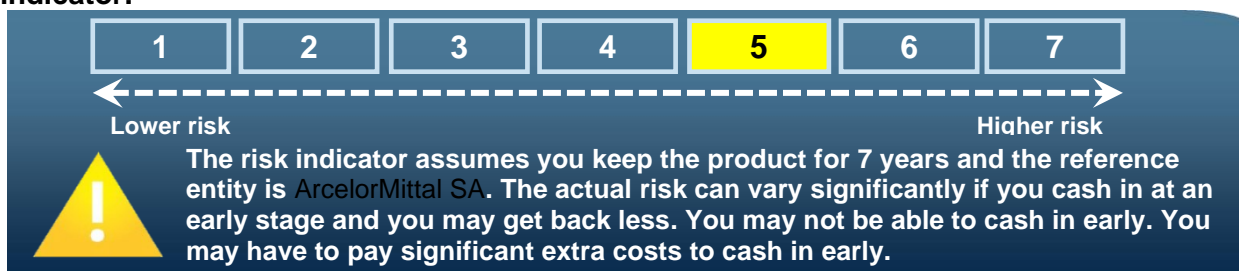 indicator:
1 2 3 4 5 6 7
Lower risk Higher risk
The risk indicator assumes you keep the product for 7 years and the reference
entity is ArcelorMittal SA. The actual risk can vary significantly if you cash in at an
early stage and you may get back less. You may not be able to cash in early. You
may have to pay significant extra costs to cash in early.